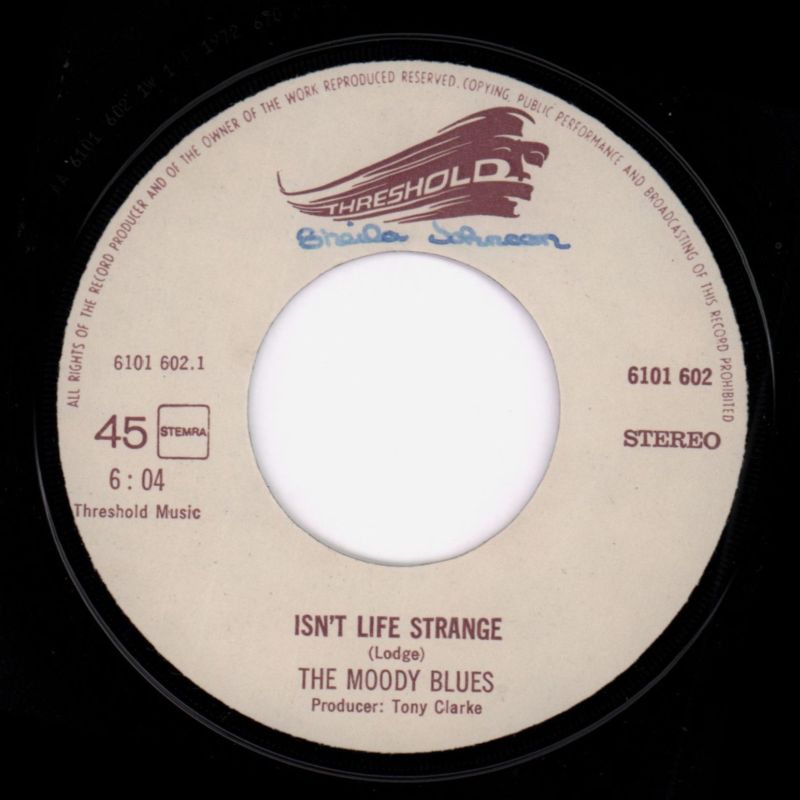 ALL RIGHTS OF THE RECORD PRODUCER AND OF THE OWNER OF THE WORK REPRODUCED RESERVED. COPYING, PUBLIC PERFORMANCE AND BROADCASTING OF THIS RECORD PROHIBITED
THRESHOLD
Sheila Johnson
6101 602.1
6101 602
45
STEMRA
STEREO
6:04
Threshold Music
ISN'T LIFE STRANGE
(Lodge)
THE MOODY BLUES
Producer: Tony Clarke